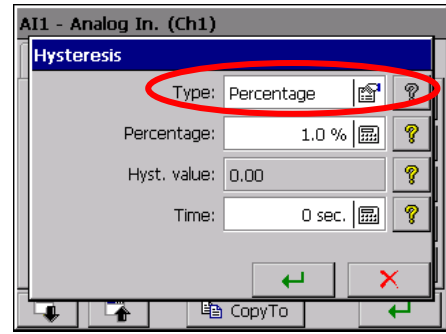 AI1 - Analog In. (Ch1)
Hysteresis
Type: Percentage ?
Percentage: 1.0 % ?
Hyst. value: 0.00 ?
Time: 0 sec. ?
CopyTo